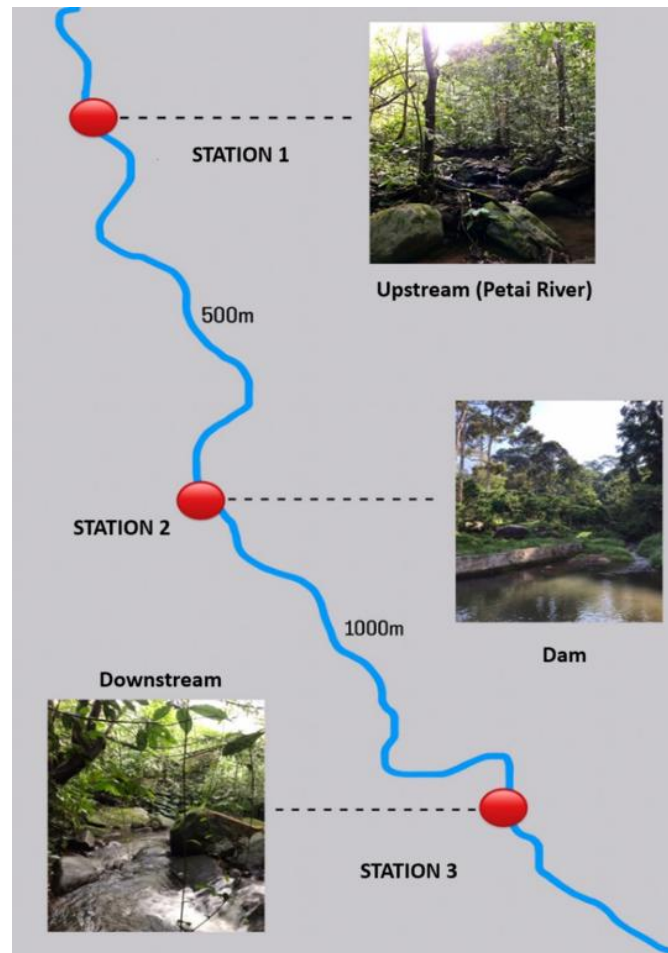 STATION 1
Upstream (Petai River)
500m
STATION 2
1000m
Dam
Downstream
STATION 3